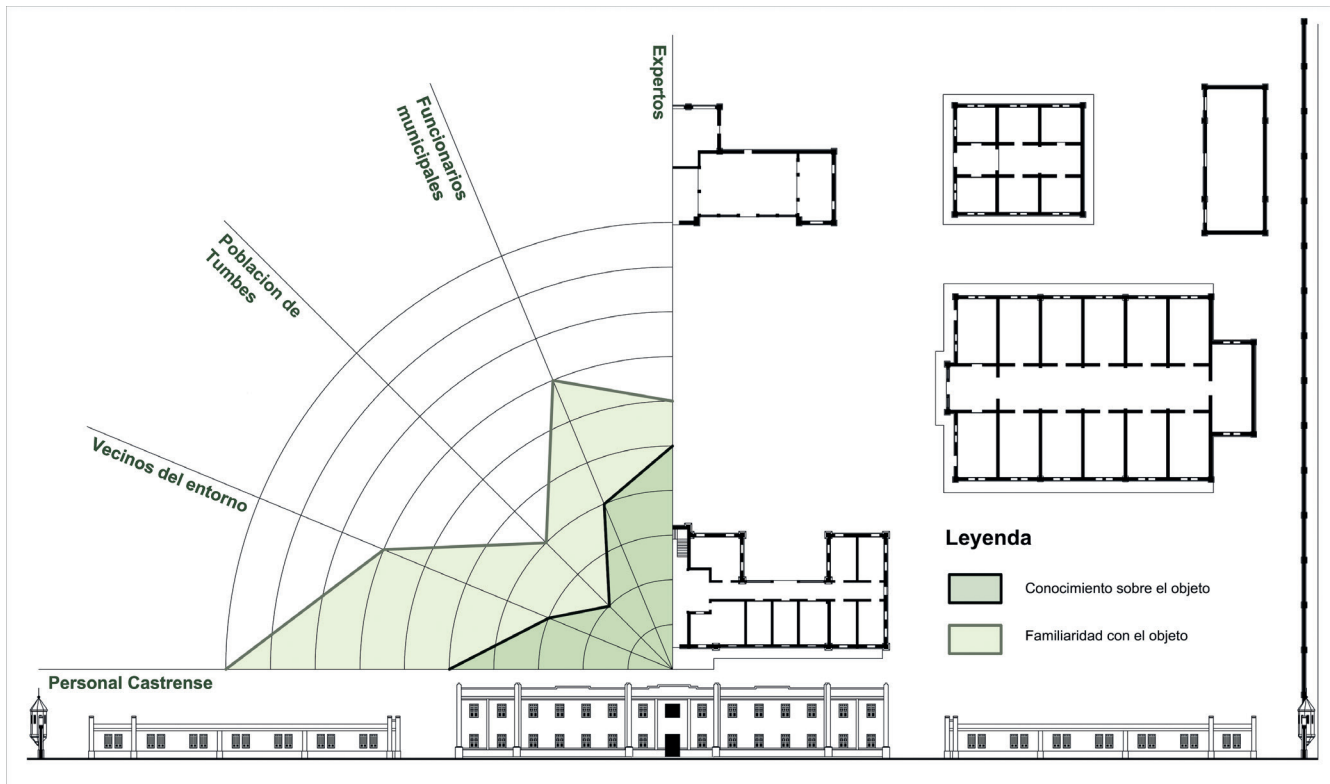 Expertos
Funcionarios
municipales
Poblacion de
Tumbes
Vecinos del entorno
Personal Castrense
Leyenda
Conocimiento sobre el objeto
Familiaridad con el objeto